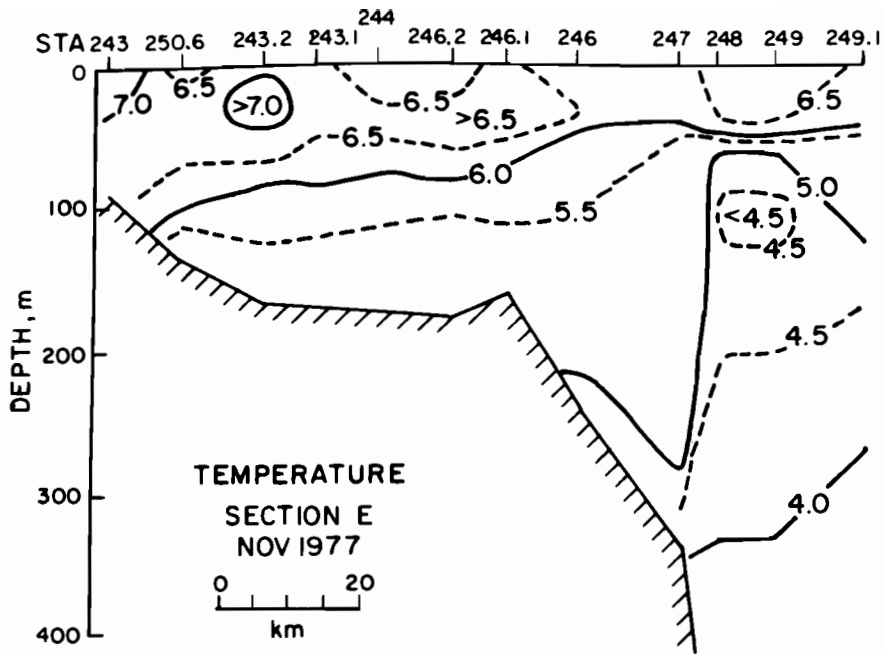 244
STA 243 250.6 243.2 243.1 246.2 246.1 246 247 248 249 249.1
0
7.0 6.5 >7.0 6.5 >6.5 6.5
6.5
6.0
5.0
100 5.5 <4.5
4.5
DEPTH, m
200 4.5
TEMPERATURE
300 4.0
SECTION E
NOV 1977
0 20
km
400